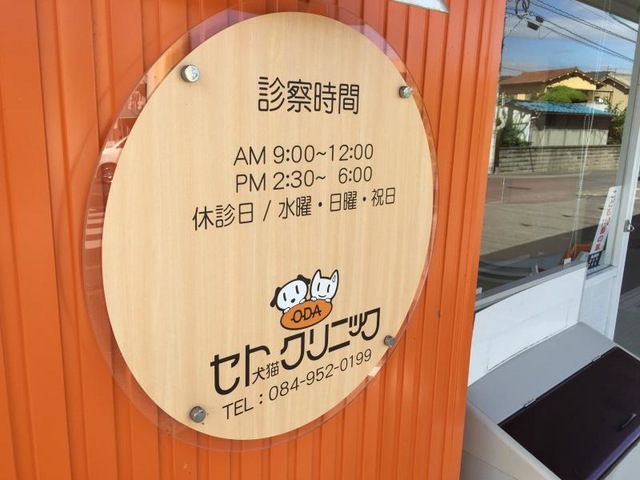 診察時間
AM 9:00~12:00
PM 2:30~ 6:00
休診日 / 水曜・日曜・祝日
ODA
セト犬猫クリニック
TEL：084-952-0199